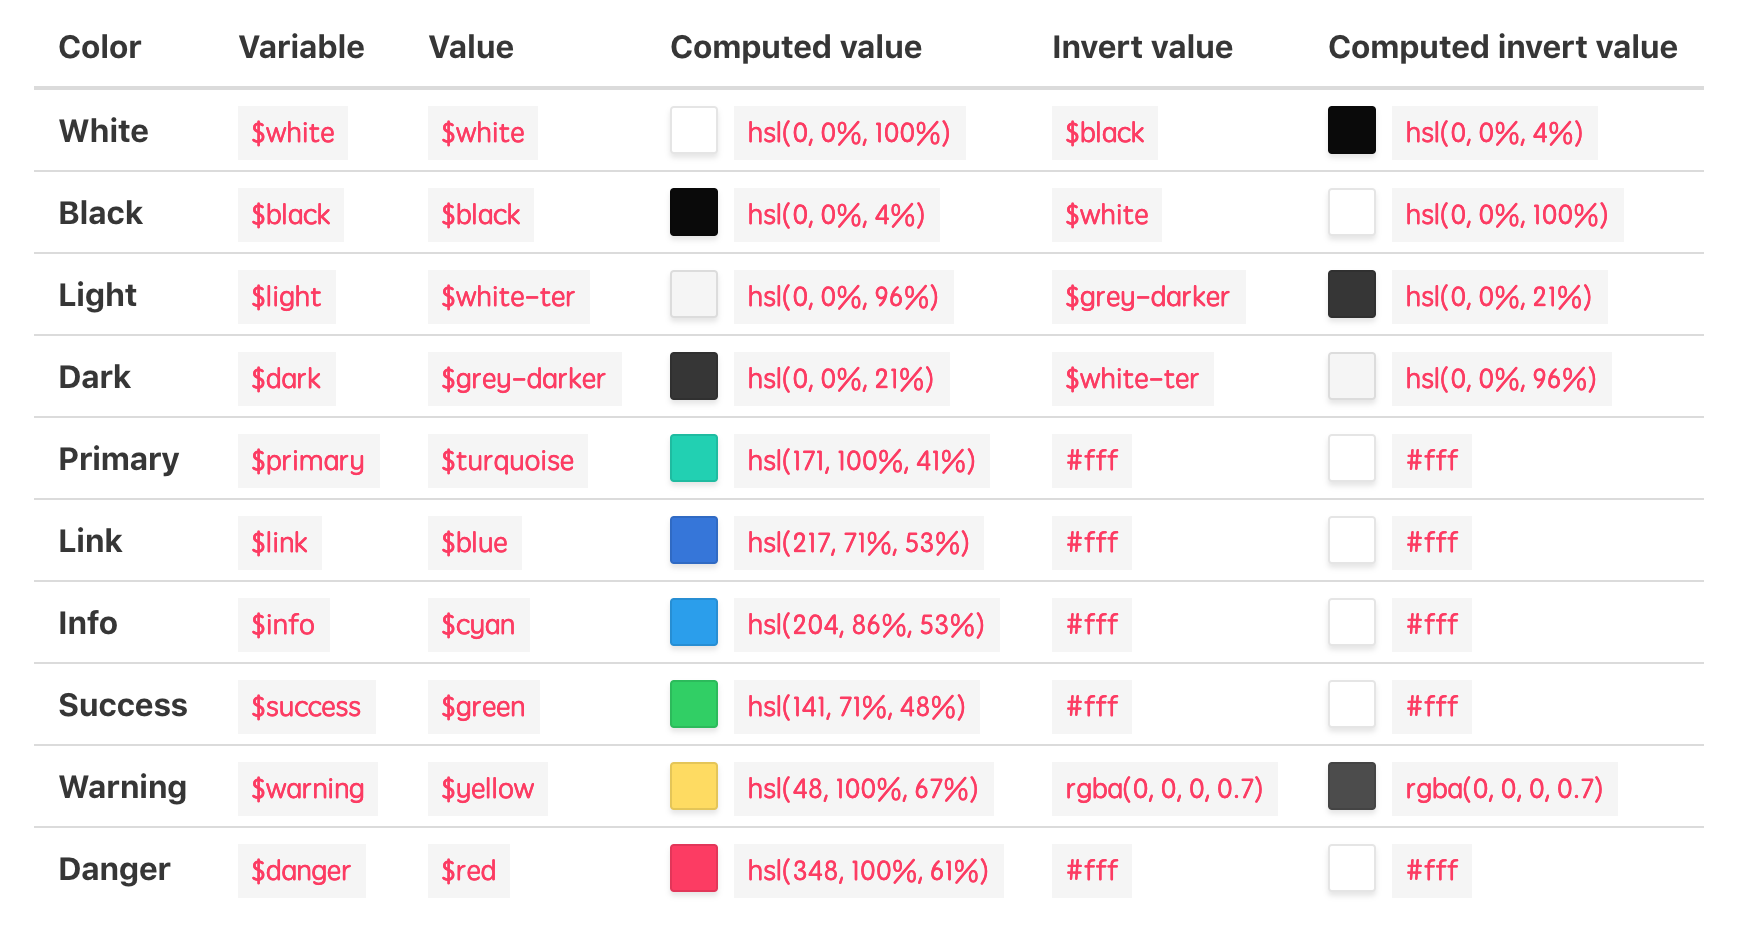 Color Variable Value Computed value Invert value Computed invert value
White $white $white hsl(0, 0%, 100%) $black hsl(0, 0%, 4%)
Black $black $black hsl(0, 0%, 4%) $white hsl(0, 0%, 100%)
Light $light $white-ter hsl(0, 0%, 96%) $grey-darker hsl(0, 0%, 21%)
Dark $dark $grey-darker hsl(0, 0%, 21%) $white-ter hsl(0, 0%, 96%)
Primary $primary $turquoise hsl(171, 100%, 41%) #fff #fff
Link $link $blue hsl(217, 71%, 53%) #fff #fff
Info $info $cyan hsl(204, 86%, 53%) #fff #fff
Success $success $green hsl(141, 71%, 48%) #fff #fff
Warning $warning $yellow hsl(48, 100%, 67%) rgba(0, 0, 0, 0.7) rgba(0, 0, 0, 0.7)
Danger $danger $red hsl(348, 100%, 61%) #fff #fff